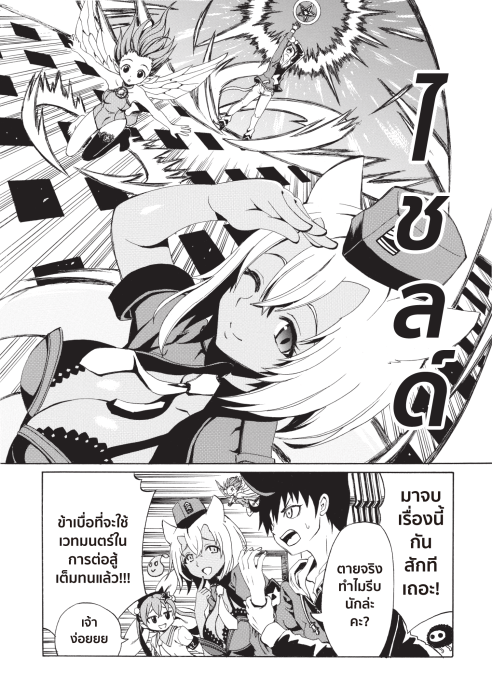 ไชลด์
มาจบ
เรื่องนี้
กัน
สักที
เถอะ!
ตายจริง
ทำไมรีบ
นักล่ะ
คะ?
ข้าเบื่อที่จะใช้
เวทมนตร์ใน
การต่อสู้
เต็มทนแล้ว!!!
เจ้า
ง่อยยย